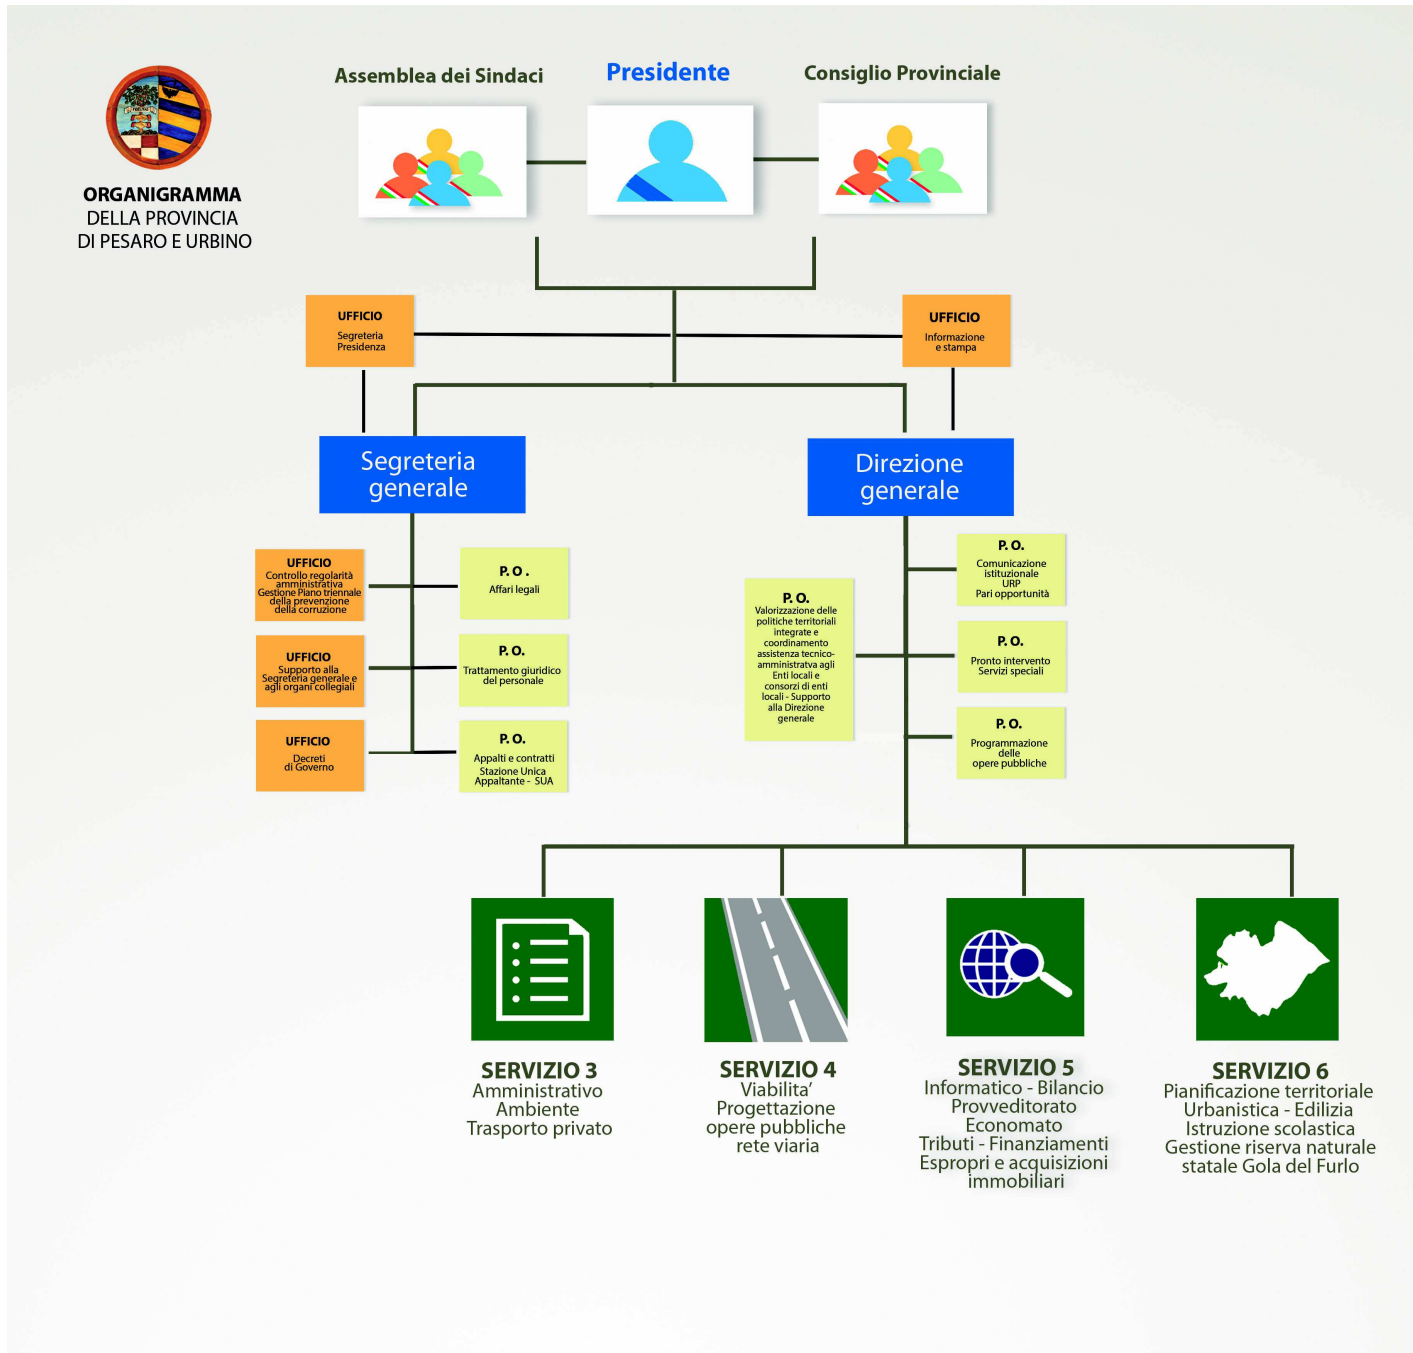 ORGANIGRAMMA
DELLA PROVINCIA
DI PESARO E URBINO
Assemblea dei Sindaci
Presidente
Consiglio Provinciale
UFFICIO
Segreteria
Presidenza
UFFICIO
Informazione
e stampa
Segreteria
generale
Direzione
generale
UFFICIO
Controllo regolarità
amministrativa
Gestione Piano triennale
della prevenzione
della corruzione
P. O .
Affari legali
UFFICIO
Supporto alla
Segreteria generale e
agli organi collegiali
P. O.
Trattamento giuridico
del personale
UFFICIO
Decreti
di Governo
P. O.
Appalti e contratti
Stazione Unica
Appaltante - SUA
P. O.
Valorizzazione delle
politiche territoriali
integrate e
coordinamento
assistenza tecnico-
amministratva agli
Enti locali e
consorzi di enti
locali - Supporto
alla Direzione
generale
P. O.
Comunicazione
istituzionale
URP
Pari opportunità
P. O.
Pronto intervento
Servizi speciali
P. O.
Programmazione
delle
opere pubbliche
SERVIZIO 3
Amministrativo
Ambiente
Trasporto privato
SERVIZIO 4
Viabilita’
Progettazione
opere pubbliche
rete viaria
SERVIZIO 5
Informatico - Bilancio
Provveditorato
Economato
Tributi - Finanziamenti
Espropri e acquisizioni
immobiliari
SERVIZIO 6
Pianificazione territoriale
Urbanistica - Edilizia
Istruzione scolastica
Gestione riserva naturale
statale Gola del Furlo